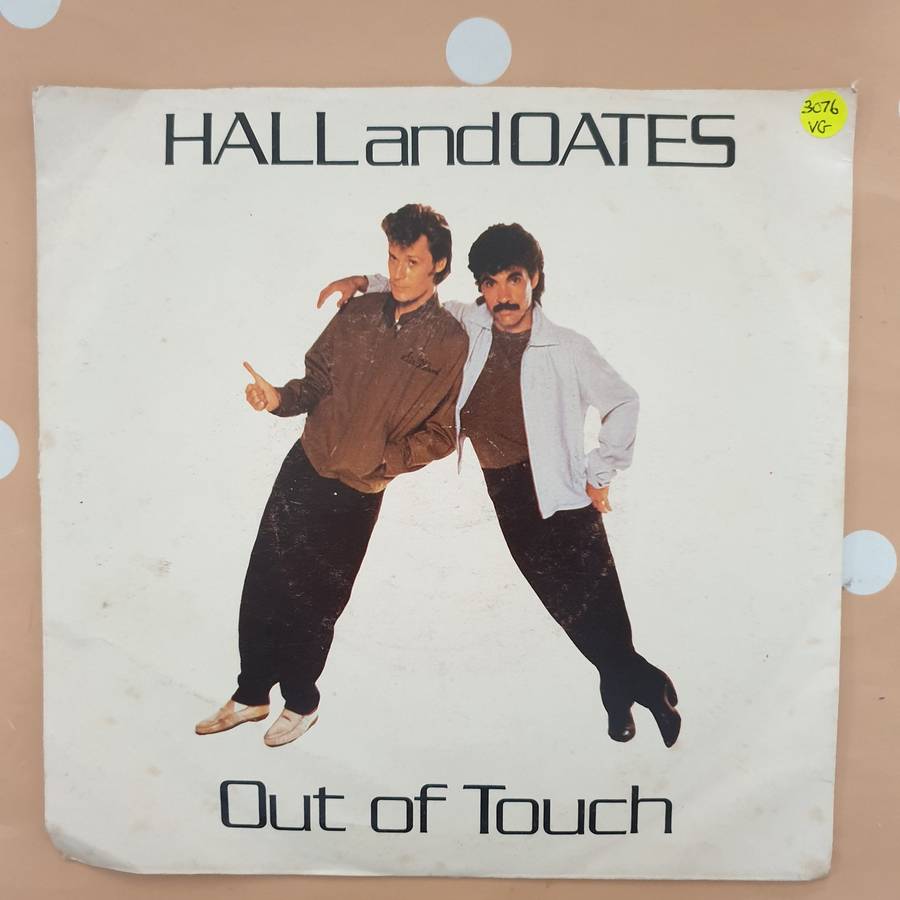 HALL and OATES
3076
VG
Out of Touch